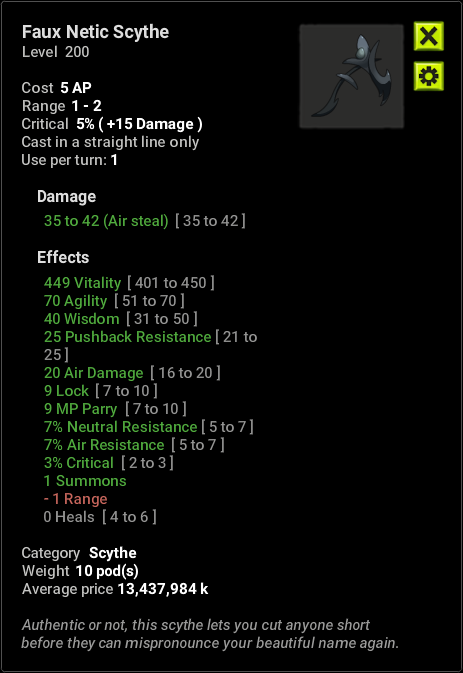 Faux Netic Scythe
Level 200
Cost 5 AP
Range 1 - 2
Critical 5% ( +15 Damage )
Cast in a straight line only
Use per turn: 1
Damage
35 to 42 (Air steal) [ 35 to 42 ]
Effects
449 Vitality [ 401 to 450 ]
70 Agility [ 51 to 70 ]
40 Wisdom [ 31 to 50 ]
25 Pushback Resistance [ 21 to
25 ]
20 Air Damage [ 16 to 20 ]
9 Lock [ 7 to 10 ]
9 MP Parry [ 7 to 10 ]
7% Neutral Resistance [ 5 to 7 ]
7% Air Resistance [ 5 to 7 ]
3% Critical [ 2 to 3 ]
1 Summons
- 1 Range
0 Heals [ 4 to 6 ]
Category Scythe
Weight 10 pod(s)
Average price 13,437,984 k
Authentic or not, this scythe lets you cut anyone short
before they can mispronounce your beautiful name again.